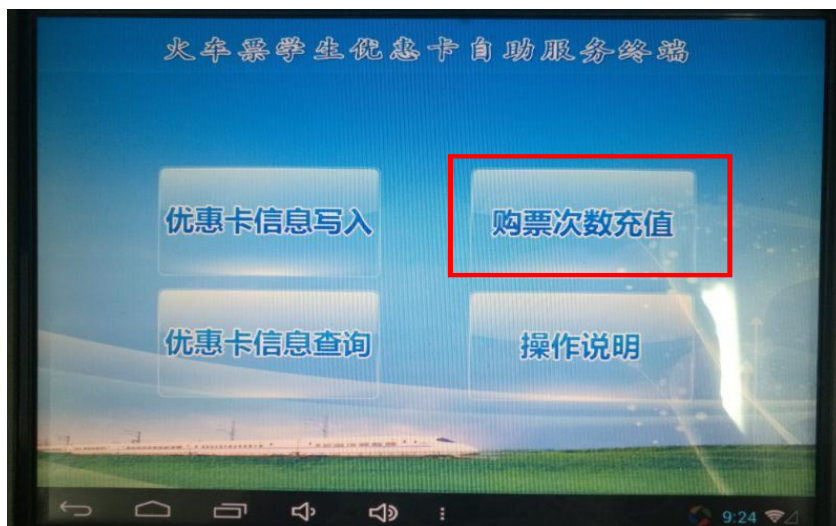 火车票学生优惠卡自助服务终端
优惠卡信息写入
购票次数充值
优惠卡信息查询
操作说明
9:24